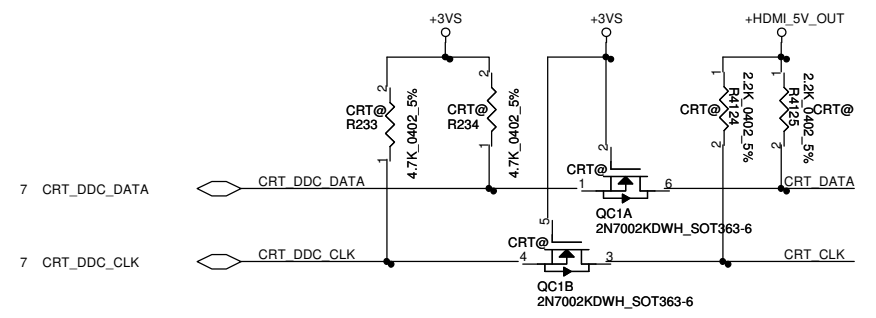 +3VS
+3VS
+HDMI_5V_OUT
2
CRT@
R233
1
4.7K_0402_5%
2
CRT@
R234
1
4.7K_0402_5%
1
CRT@
2
R4124
2.2K_0402_5%
1
R4125
2
2.2K_0402_5%
CRT@
7 CRT_DDC_DATA
CRT_DDC_DATA
1
CRT@
2
6
CRT_DATA
QC1A
2N7002KDWH_SOT363-6
7 CRT_DDC_CLK
CRT_DDC_CLK
4
CRT@
5
3
CRT_CLK
QC1B
2N7002KDWH_SOT363-6